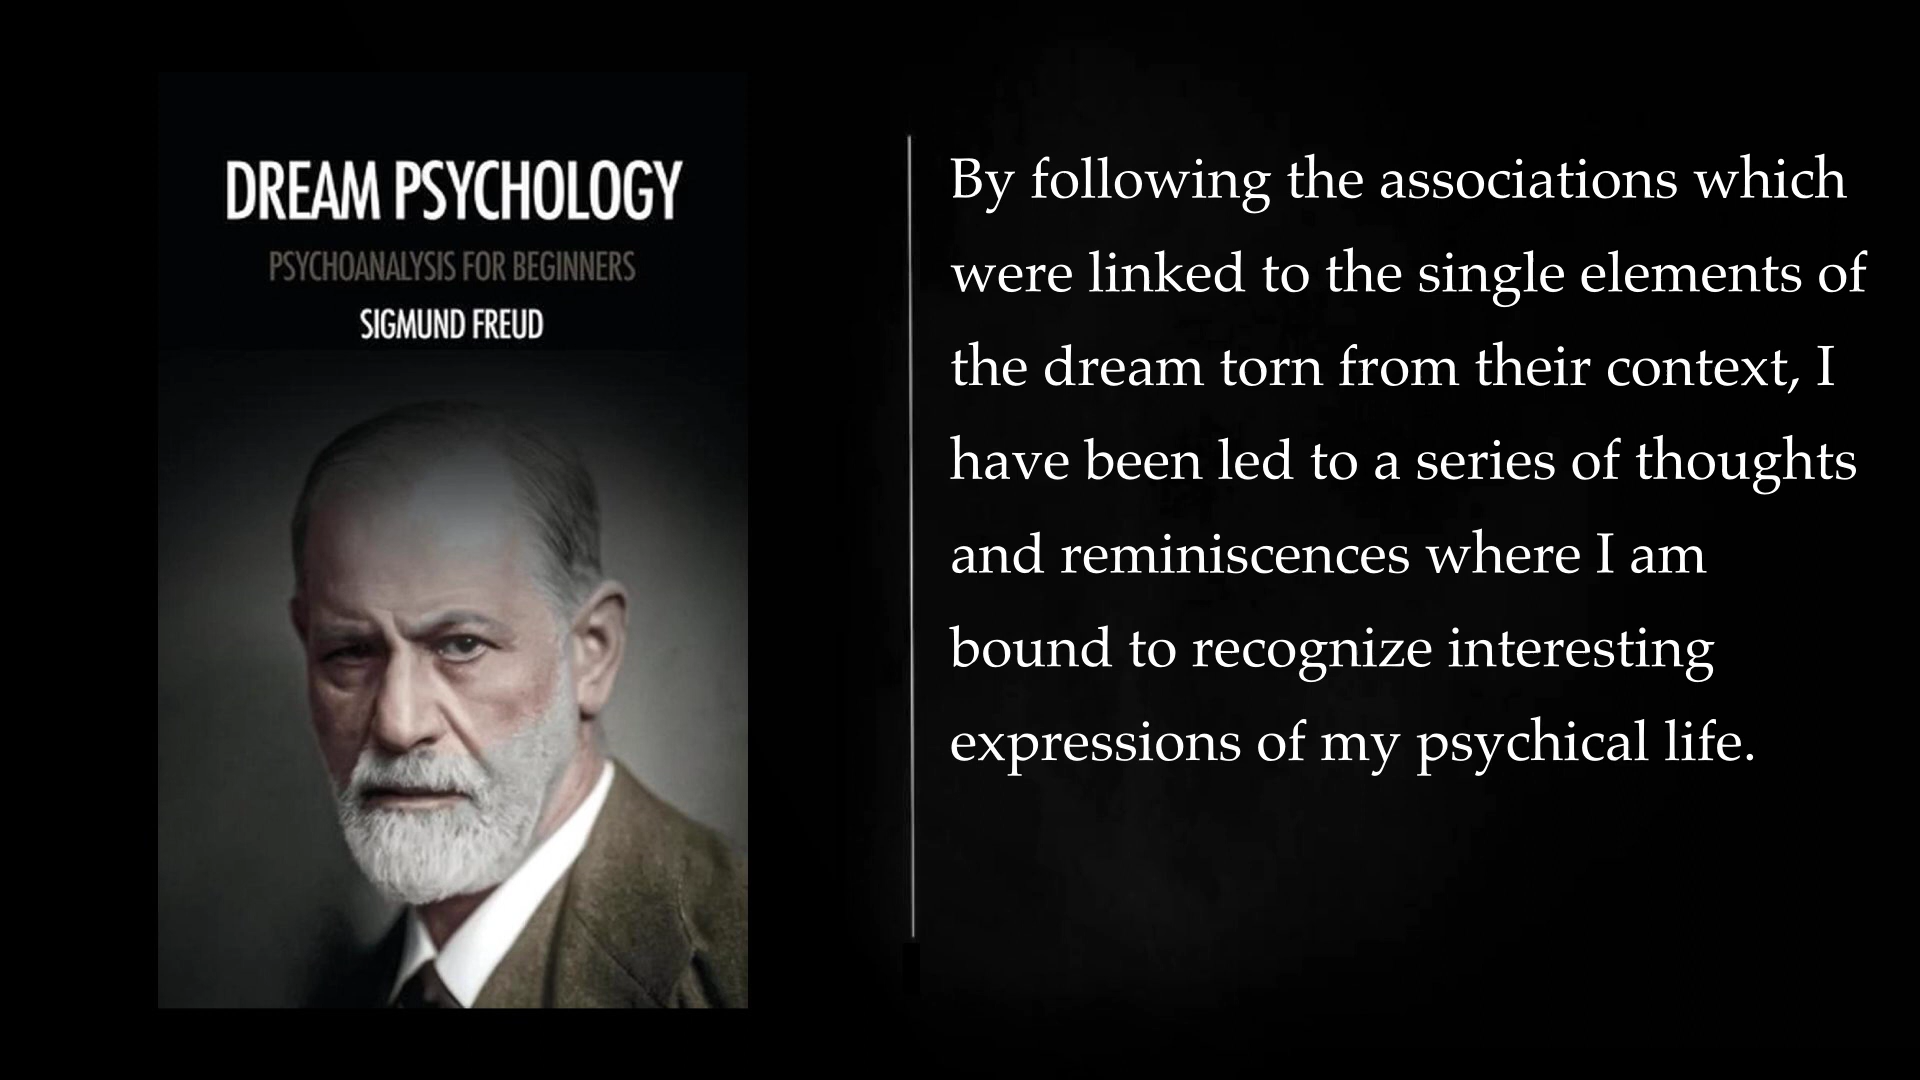 DREAM PSYCHOLOGY
PSYCHOANALYSIS FOR BEGINNERS
SIGMUND FREUD
By following the associations which
were linked to the single elements of
the dream torn from their context, I
have been led to a series of thoughts
and reminiscences where I am
bound to recognize interesting
expressions of my psychical life.